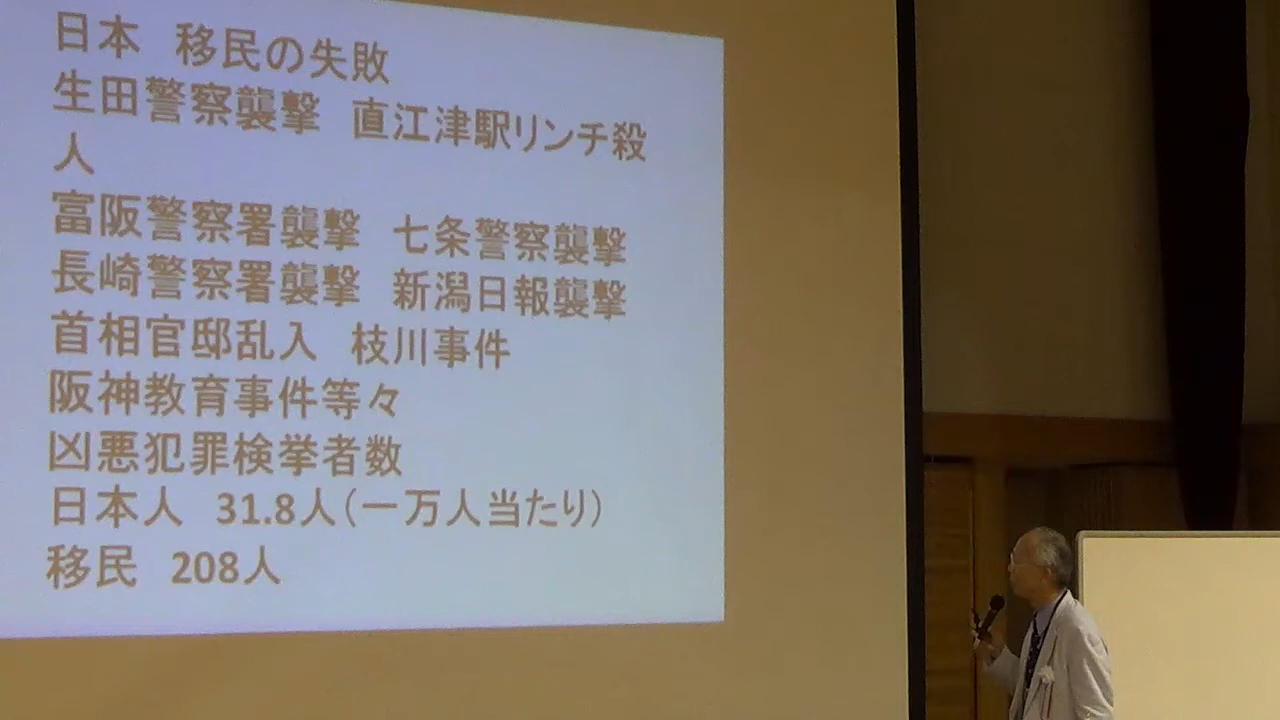 日本　移民の失敗
生田警察襲撃　直江津駅リンチ殺
人
富阪警察署襲撃　七条警察襲撃
長崎警察署襲撃　新潟日報襲撃
首相官邸乱入　枝川事件
阪神教育事件等々
凶悪犯罪検挙者数
日本人　31.8人（一万人当たり）
移民　208人